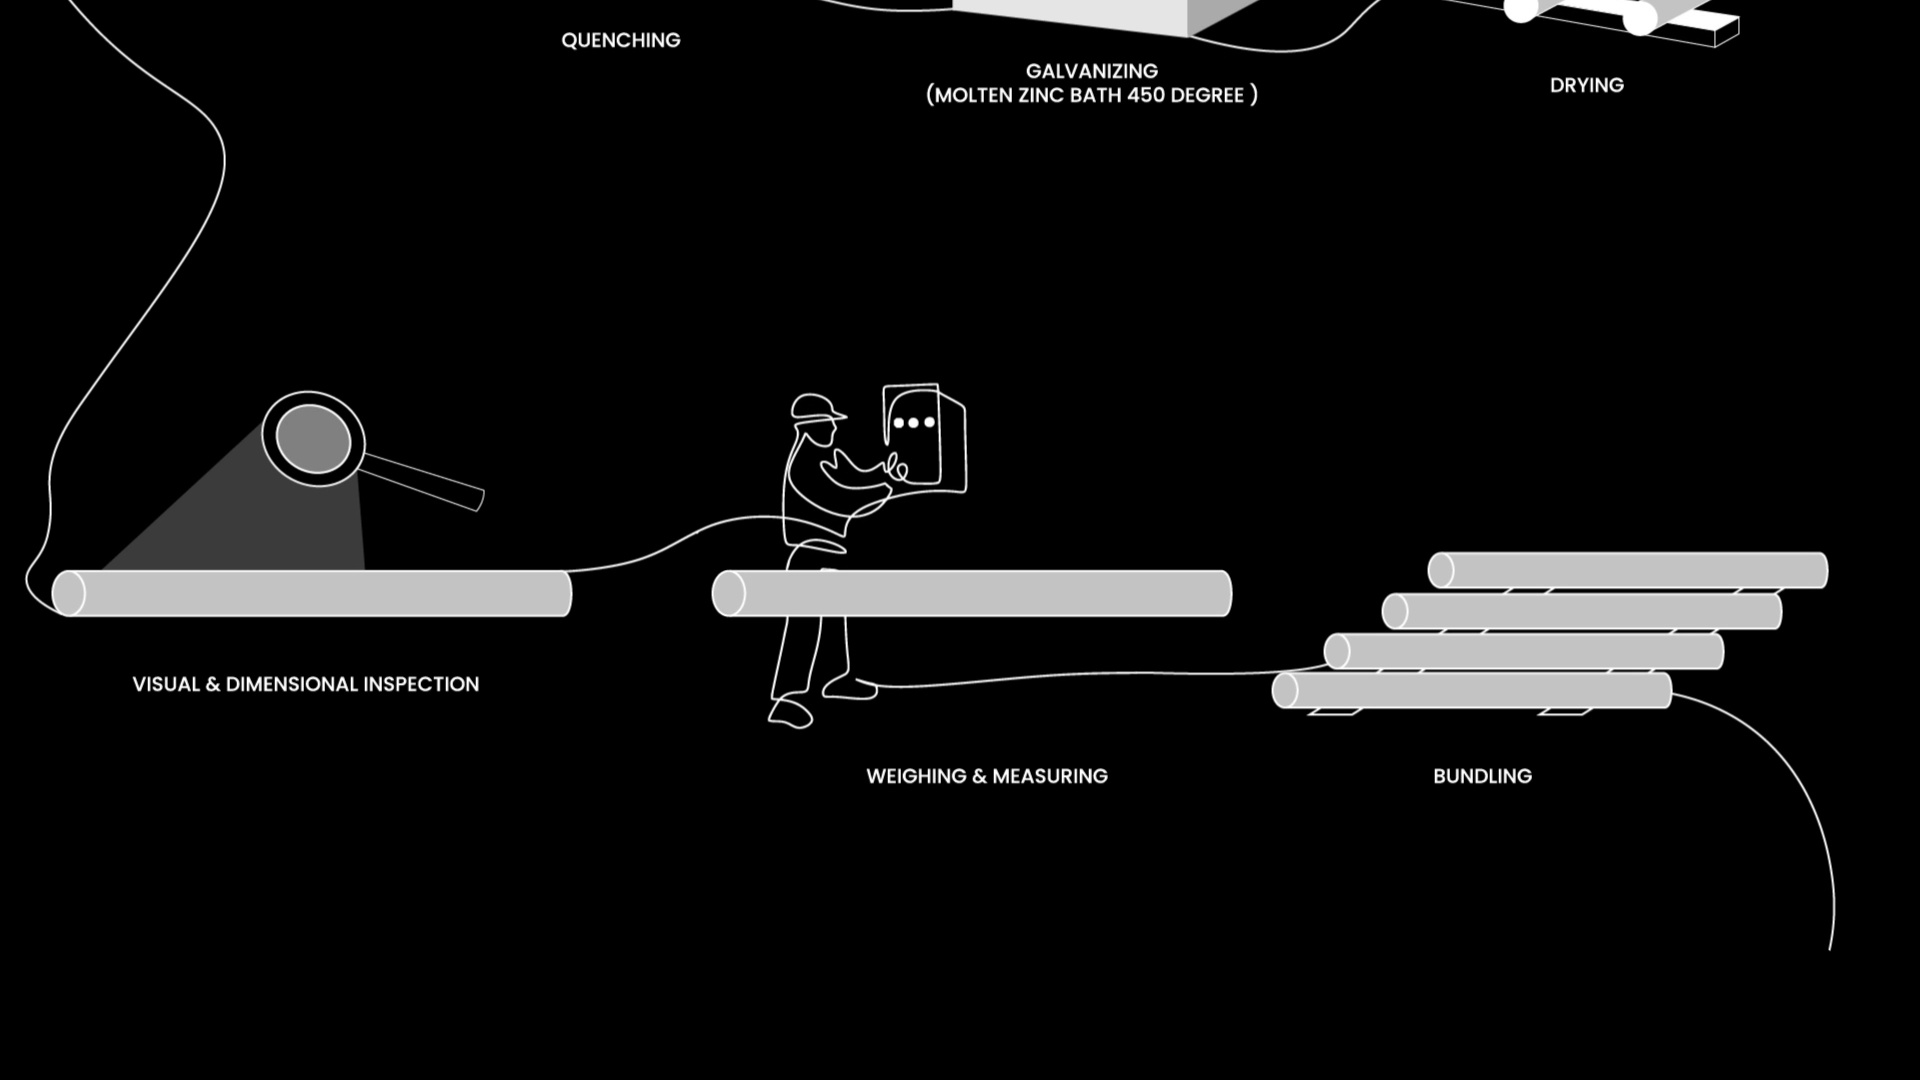 QUENCHING
GALVANIZING
(MOLTEN ZINC BATH 450 DEGREE )
DRYING
VISUAL & DIMENSIONAL INSPECTION
WEIGHING & MEASURING
BUNDLING